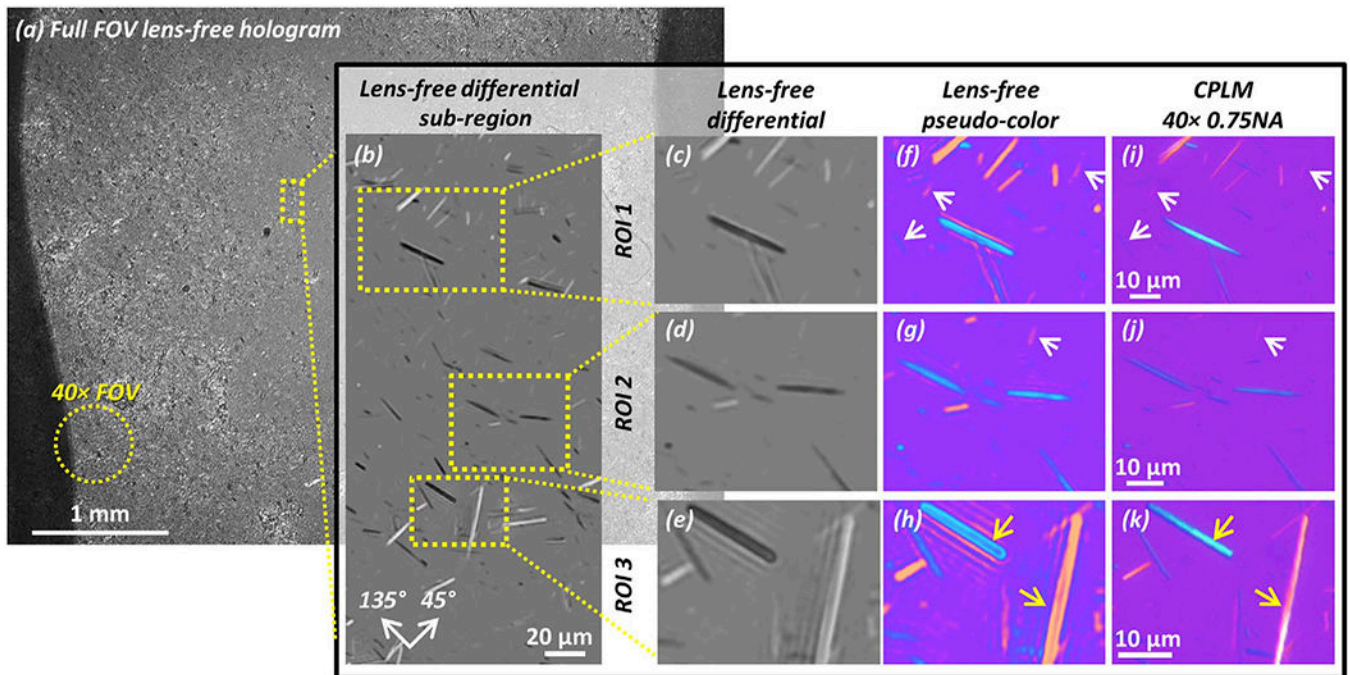 (a) Full FOV lens-free hologram
40× FOV
1 mm
Lens-free differential
sub-region
Lens-free
differential
Lens-free
pseudo-color
CPLM
40× 0.75NA
(b)
ROI 1
ROI 2
ROI 3
135°
45°
20 µm
(c)
(f)
(i)
10 µm
(d)
(g)
(j)
10 µm
(e)
(h)
(k)
10 µm